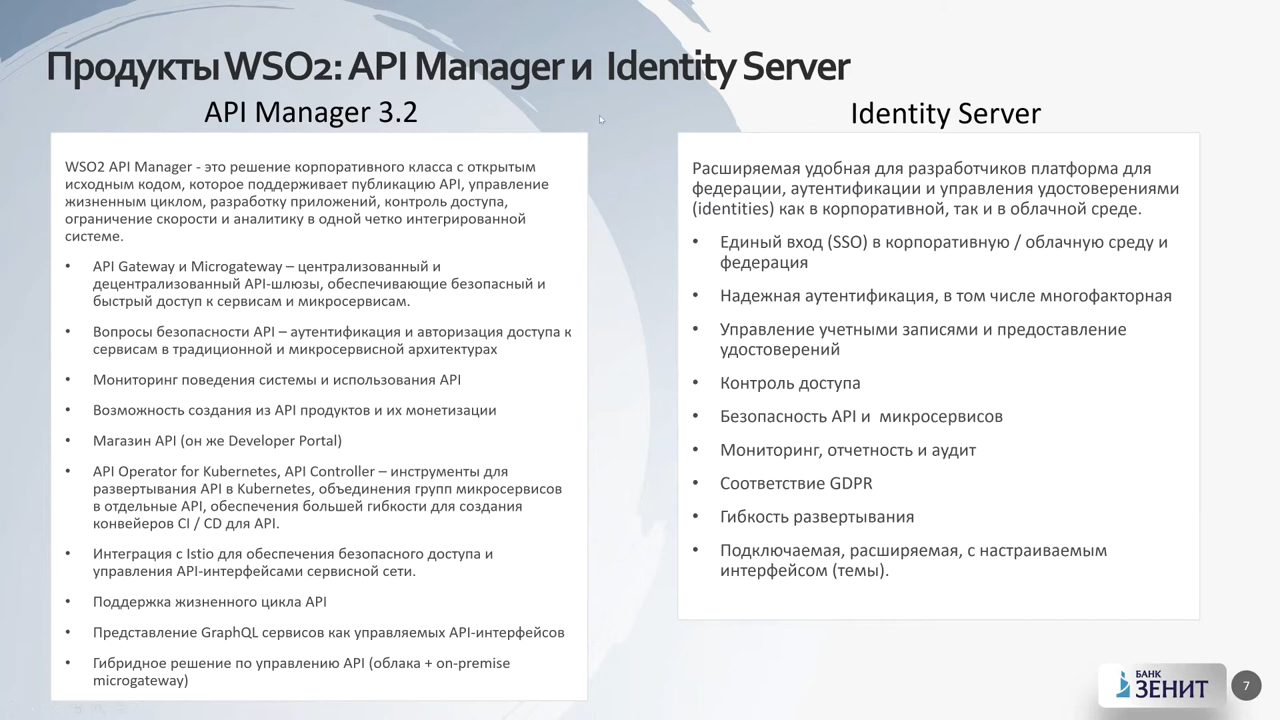 Продукты WSO2: API Manager и Identity Server
API Manager 3.2
WSO2 API Manager - это решение корпоративного класса с открытым
исходным кодом, которое поддерживает публикацию API, управление
жизненным циклом, разработку приложений, контроль доступа,
ограничение скорости и аналитику в одной четко интегрированной
системе.
• API Gateway и Microgateway – централизованный и
децентрализованный API-шлюзы, обеспечивающие безопасный и
быстрый доступ к сервисам и микросервисам.
• Вопросы безопасности API – аутентификация и авторизация доступа к
сервисам в традиционной и микросервисной архитектурах
• Мониторинг поведения системы и использования API
• Возможность создания из API продуктов и их монетизации
• Магазин API (он же Developer Portal)
• API Operator for Kubernetes, API Controller – инструменты для
развертывания API в Kubernetes, объединения групп микросервисов
в отдельные API, обеспечения большей гибкости для создания
конвейеров CI / CD для API.
• Интеграция с Istio для обеспечения безопасного доступа и
управления API-интерфейсами сервисной сети.
• Поддержка жизненного цикла API
• Представление GraphQL сервисов как управляемых API-интерфейсов
• Гибридное решение по управлению API (облака + on-premise
microgateway)
Identity Server
Расширяемая удобная для разработчиков платформа для
федерации, аутентификации и управления удостоверениями
(identities) как в корпоративной, так и в облачной среде.
• Единый вход (SSO) в корпоративную / облачную среду и
федерация
• Надежная аутентификация, в том числе многофакторная
• Управление учетными записями и предоставление
удостоверений
• Контроль доступа
• Безопасность API и микросервисов
• Мониторинг, отчетность и аудит
• Соответствие GDPR
• Гибкость развертывания
• Подключаемая, расширяемая, с настраиваемым
интерфейсом (темы).
БАНК
ЗЕНИТ
7